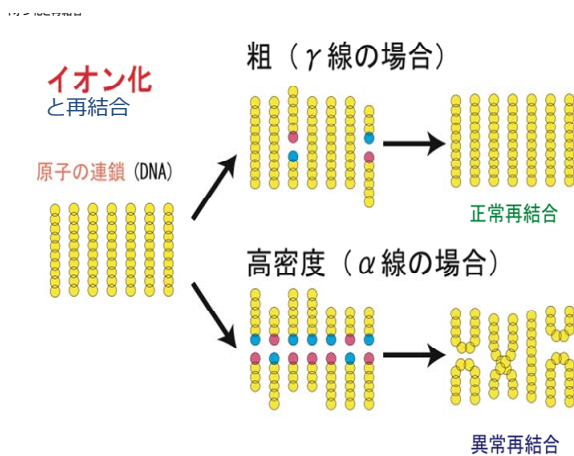 イオン化
と再結合
原子の連鎖 (DNA)
粗（γ線の場合）
正常再結合
高密度（α線の場合）
異常再結合